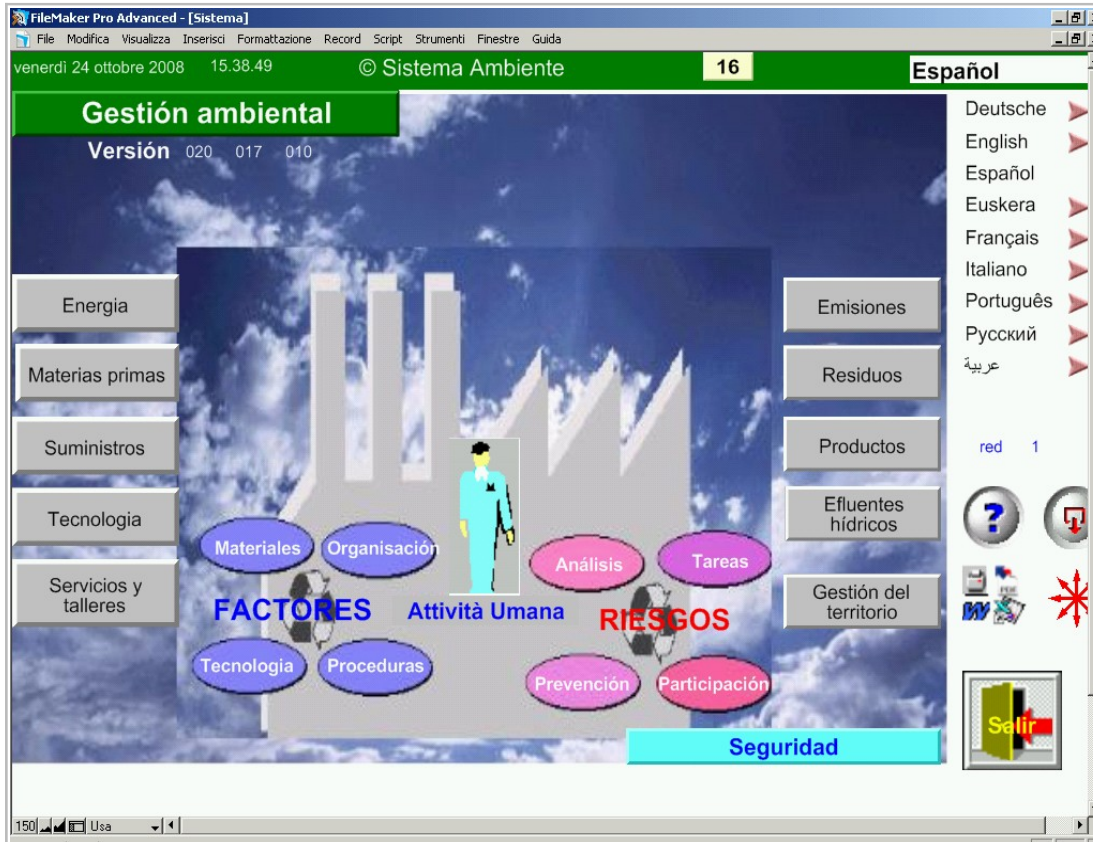 FileMaker Pro Advanced - [Sistema]
File Modifica Visualizza Inserisci Formattazione Record Script Strumenti Finestre Guida
venerdì 24 ottobre 2008 15.38.49 © Sistema Ambiente 16 Español
Gestión ambiental
Versión 020 017 010
Deutsche
English
Español
Euskera
Français
Italiano
Português
Русский
عربية
Energia
Materias primas
Suministros
Tecnologia
Servicios y
talleres
Emisiones
Residuos
Productos
Efluentes
hídricos
Gestión del
territorio
red 1
Materiales Organisación
Análisis Tareas
FACTORES Attività Umana RIESGOS
Tecnologia Proceduras
Prevención Participación
Seguridad
Salir
150 Usa